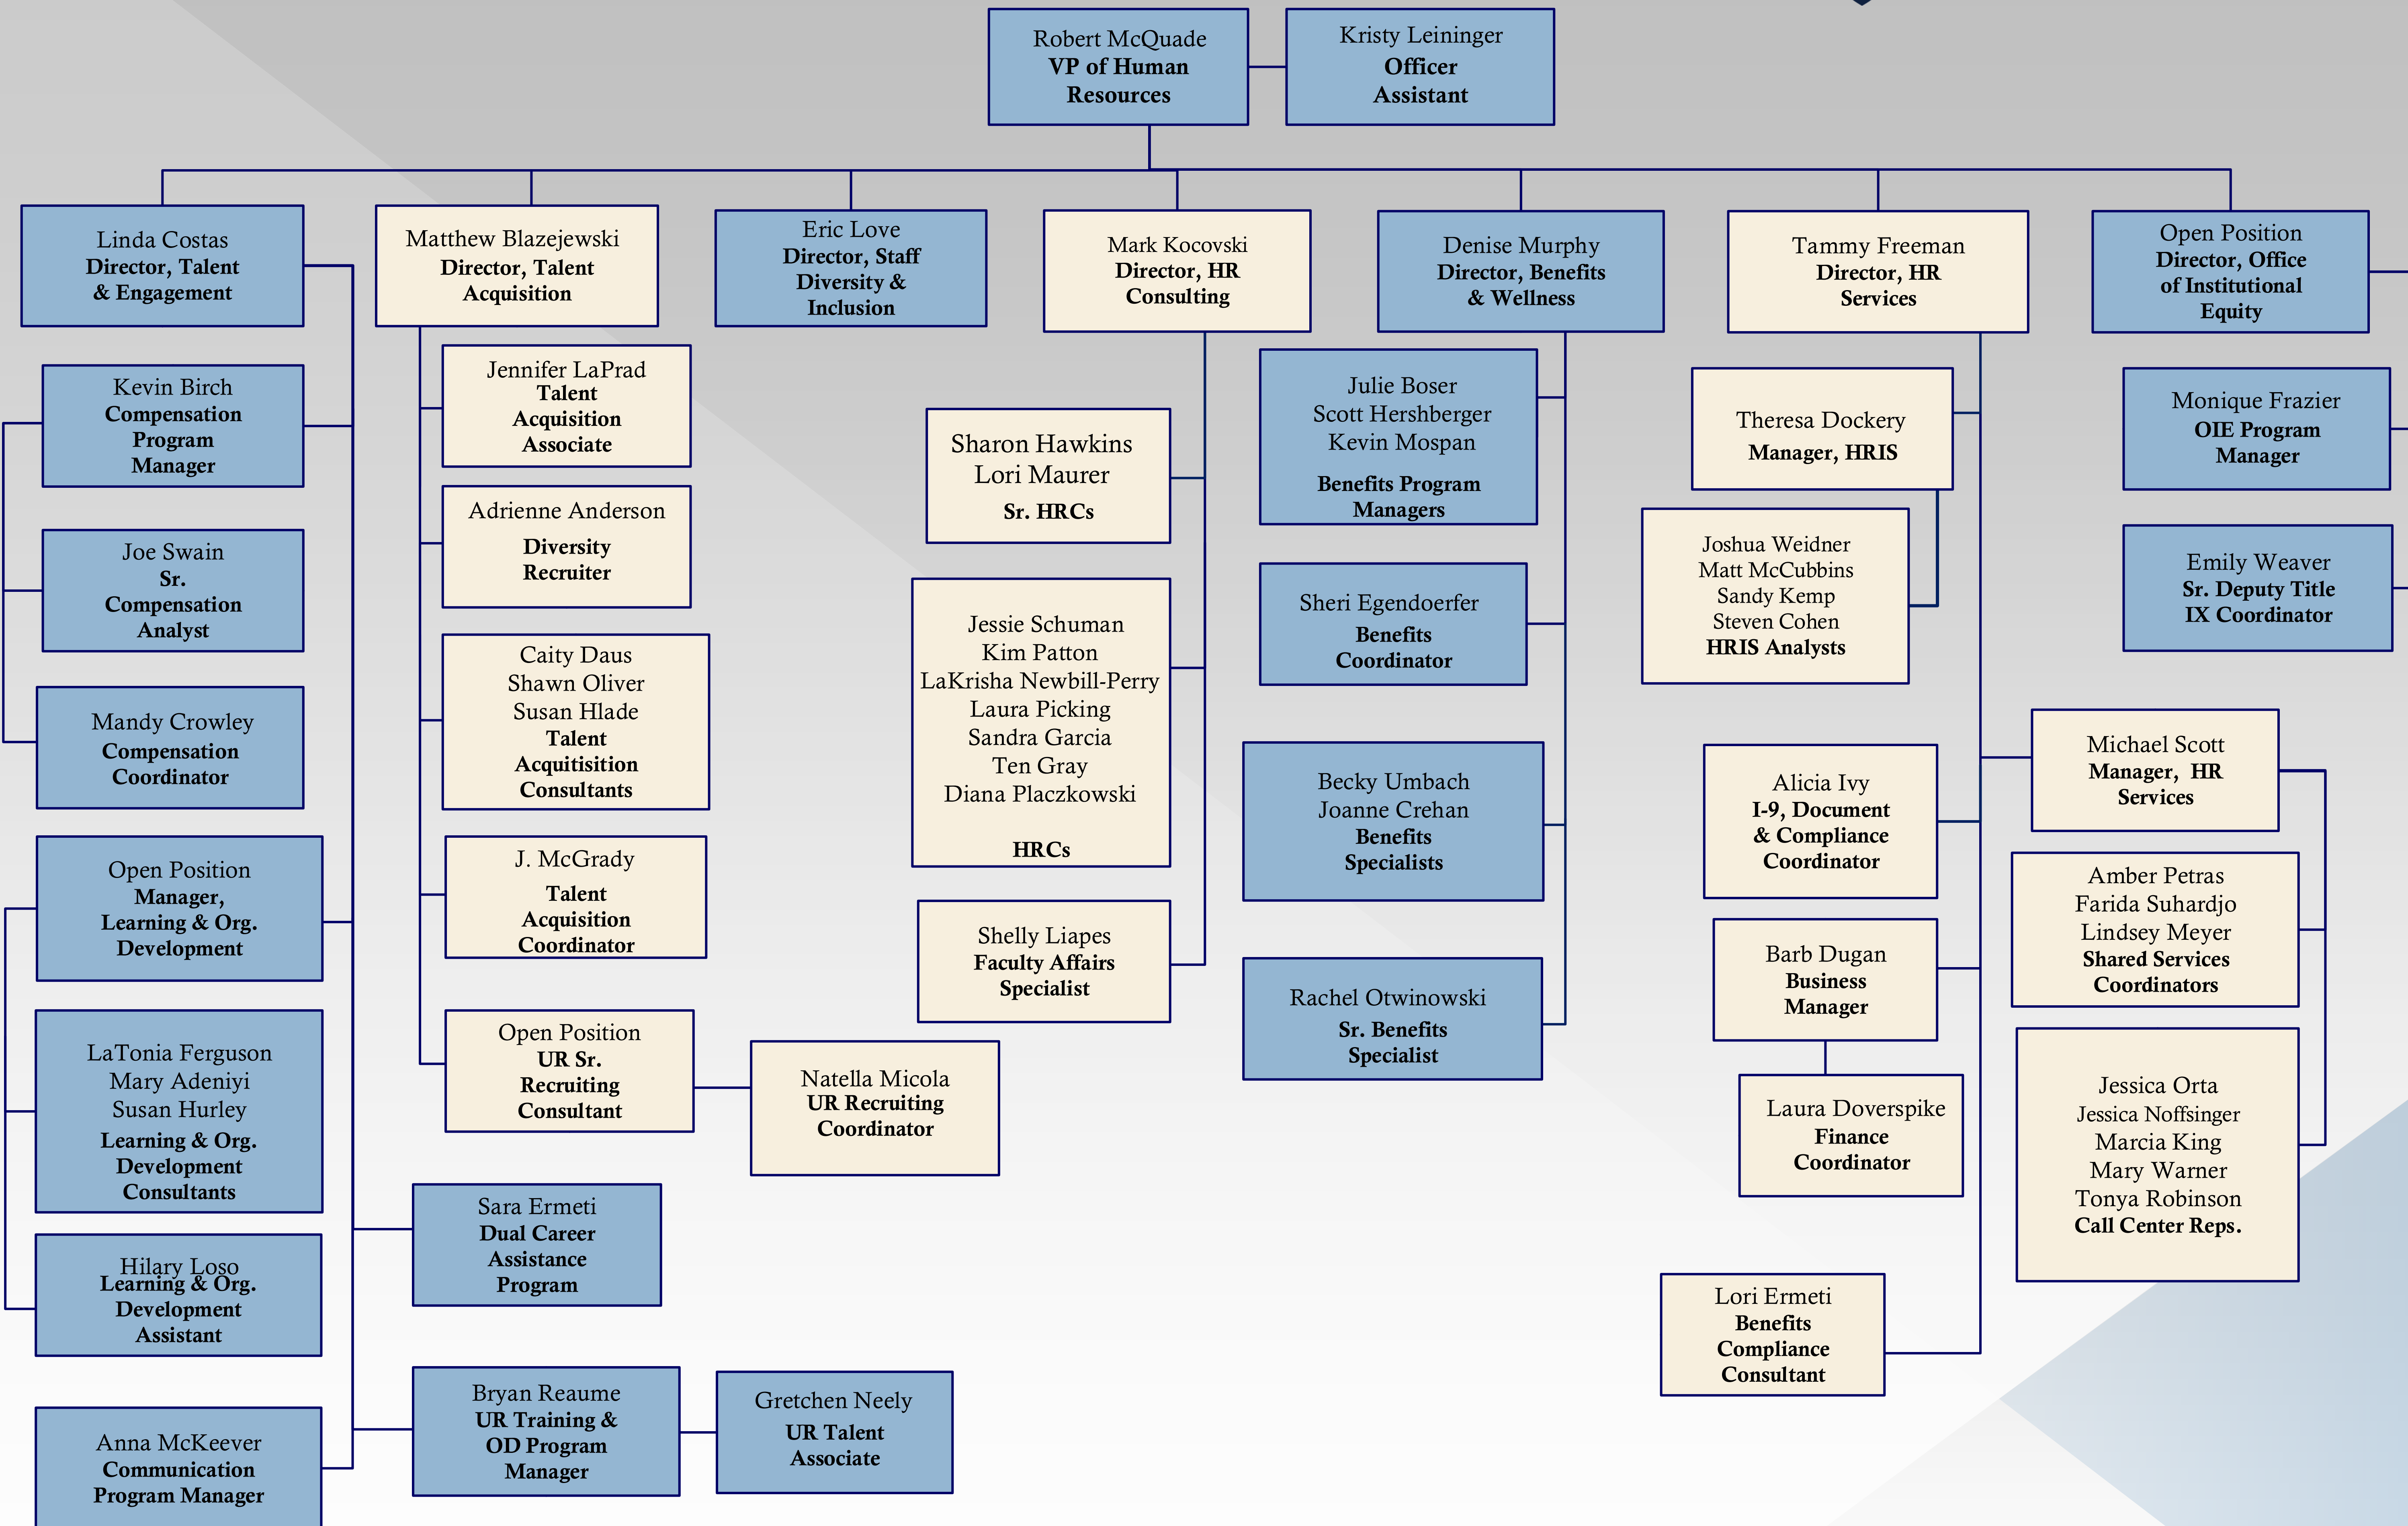 Robert McQuade
VP of Human
Resources
Kristy Leininger
Officer
Assistant
Linda Costas
Director, Talent
& Engagement
Matthew Blazejewski
Director, Talent
Acquisition
Eric Love
Director, Staff
Diversity &
Inclusion
Mark Kocovski
Director, HR
Consulting
Denise Murphy
Director, Benefits
& Wellness
Tammy Freeman
Director, HR
Services
Open Position
Director, Office
of Institutional
Equity
Kevin Birch
Compensation
Program
Manager
Joe Swain
Sr.
Compensation
Analyst
Mandy Crowley
Compensation
Coordinator
Open Position
Manager,
Learning & Org.
Development
LaTonia Ferguson
Mary Adeniyi
Susan Hurley
Learning & Org.
Development
Consultants
Hilary Loso
Learning & Org.
Development
Assistant
Anna McKeever
Communication
Program Manager
Jennifer LaPrad
Talent
Acquisition
Associate
Adrienne Anderson
Diversity
Recruiter
Caity Daus
Shawn Oliver
Susan Hlade
Talent
Acquitisition
Consultants
J. McGrady
Talent
Acquisition
Coordinator
Open Position
UR Sr.
Recruiting
Consultant
Natella Micola
UR Recruiting
Coordinator
Sara Ermeti
Dual Career
Assistance
Program
Bryan Reaume
UR Training &
OD Program
Manager
Gretchen Neely
UR Talent
Associate
Sharon Hawkins
Lori Maurer
Sr. HRCs
Jessie Schuman
Kim Patton
LaKrisha Newbill-Perry
Laura Picking
Sandra Garcia
Ten Gray
Diana Placzkowski
HRCs
Shelly Liapes
Faculty Affairs
Specialist
Julie Boser
Scott Hershberger
Kevin Mospan
Benefits Program
Managers
Sheri Egendoerfer
Benefits
Coordinator
Becky Umbach
Joanne Crehan
Benefits
Specialists
Rachel Otwinowski
Sr. Benefits
Specialist
Theresa Dockery
Manager, HRIS
Joshua Weidner
Matt McCubbins
Sandy Kemp
Steven Cohen
HRIS Analysts
Alicia Ivy
I-9, Document
& Compliance
Coordinator
Barb Dugan
Business
Manager
Laura Doverspike
Finance
Coordinator
Lori Ermeti
Benefits
Compliance
Consultant
Michael Scott
Manager, HR
Services
Amber Petras
Farida Suhardjo
Lindsey Meyer
Shared Services
Coordinators
Jessica Orta
Jessica Noffsinger
Marcia King
Mary Warner
Tonya Robinson
Call Center Reps.
Monique Frazier
OIE Program
Manager
Emily Weaver
Sr. Deputy Title
IX Coordinator